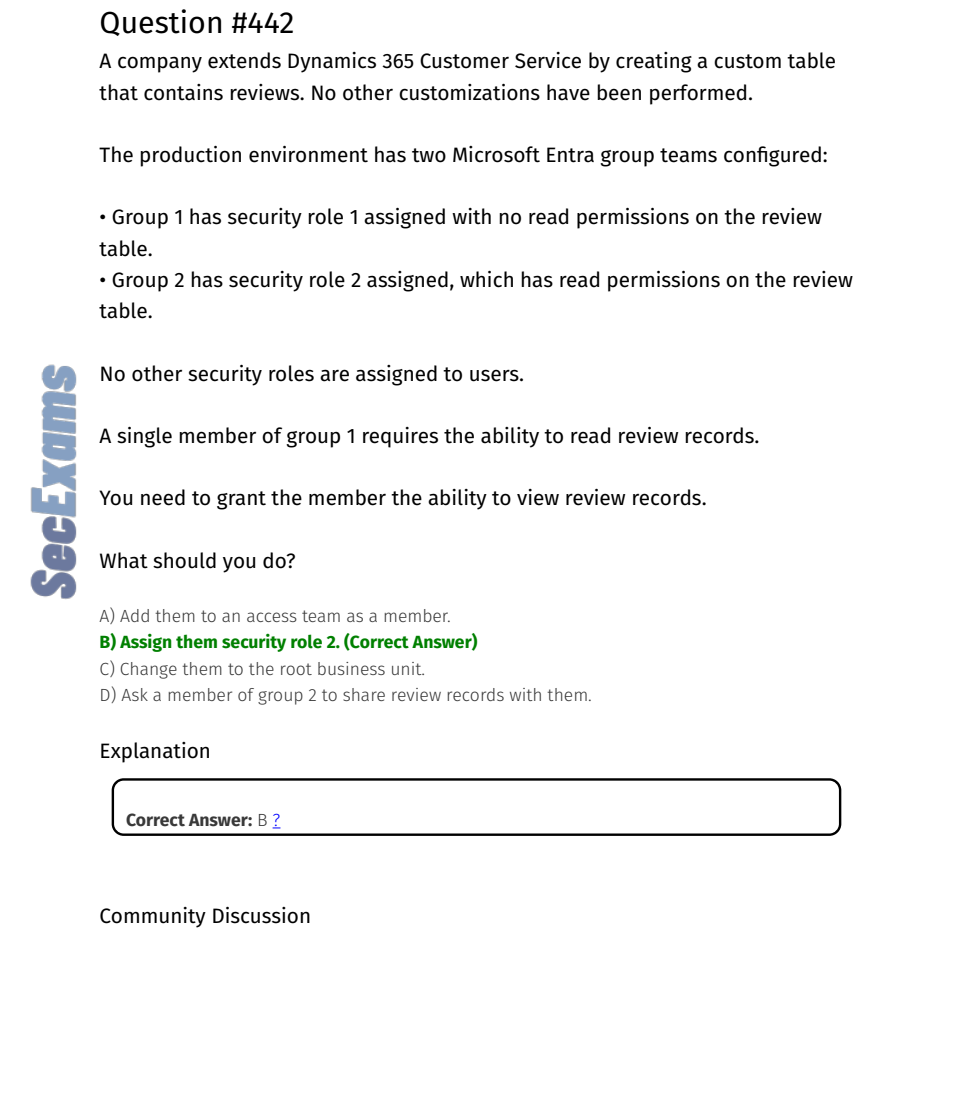 Question #442
A company extends Dynamics 365 Customer Service by creating a custom table
that contains reviews. No other customizations have been performed.
The production environment has two Microsoft Entra group teams configured:
• Group 1 has security role 1 assigned with no read permissions on the review
table.
• Group 2 has security role 2 assigned, which has read permissions on the review
table.
No other security roles are assigned to users.
A single member of group 1 requires the ability to read review records.
You need to grant the member the ability to view review records.
What should you do?
A) Add them to an access team as a member.
B) Assign them security role 2. (Correct Answer)
C) Change them to the root business unit.
D) Ask a member of group 2 to share review records with them.
Explanation
Correct Answer: B ?
Community Discussion
SecExams